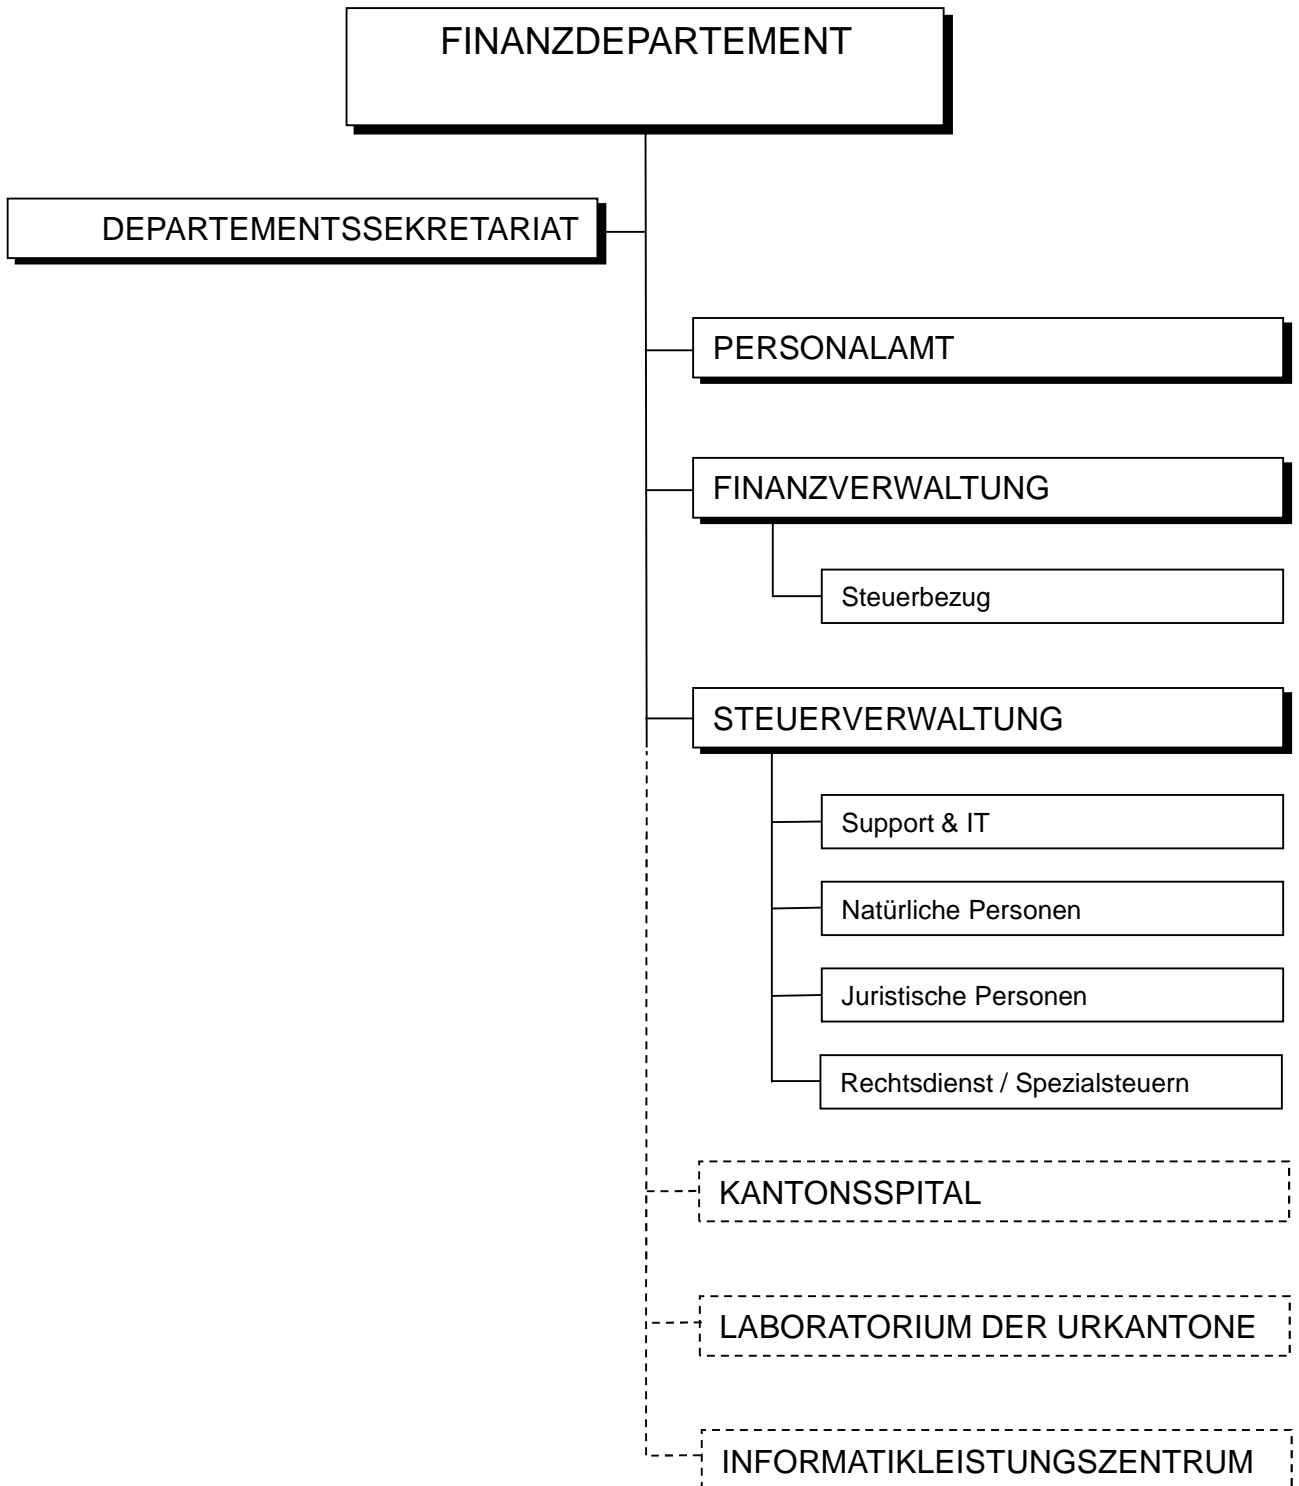 FINANZDEPARTEMENT
DEPARTEMENTSSEKRETARIAT
PERSONALAMT
FINANZVERWALTUNG
Steuerbezug
STEUERVERWALTUNG
Support & IT
Natürliche Personen
Juristische Personen
Rechtsdienst / Spezialsteuern
KANTONSSPITAL
LABORATORIUM DER URKANTONE
INFORMATIKLEISTUNGSZENTRUM